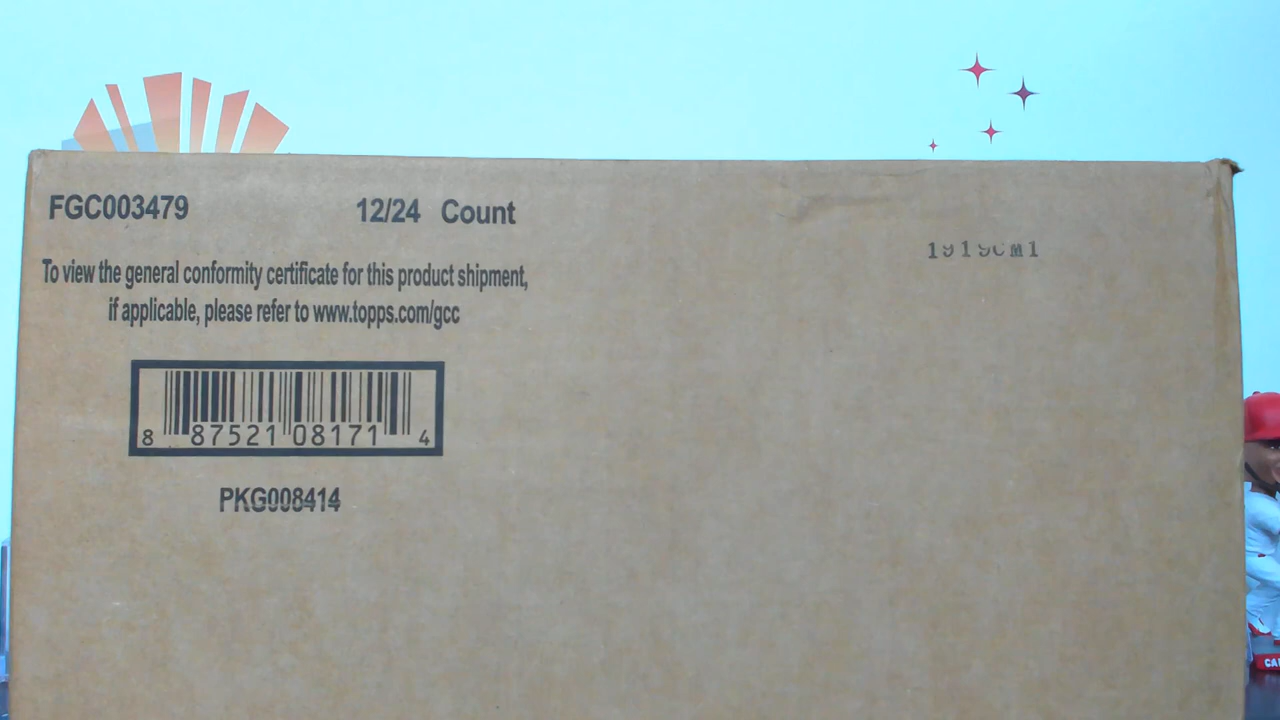 FGC003479 12/24 Count
To view the general conformity certificate for this product shipment,
if applicable, please refer to www.topps.com/gcc
8 87521 08171 4
PKG008414